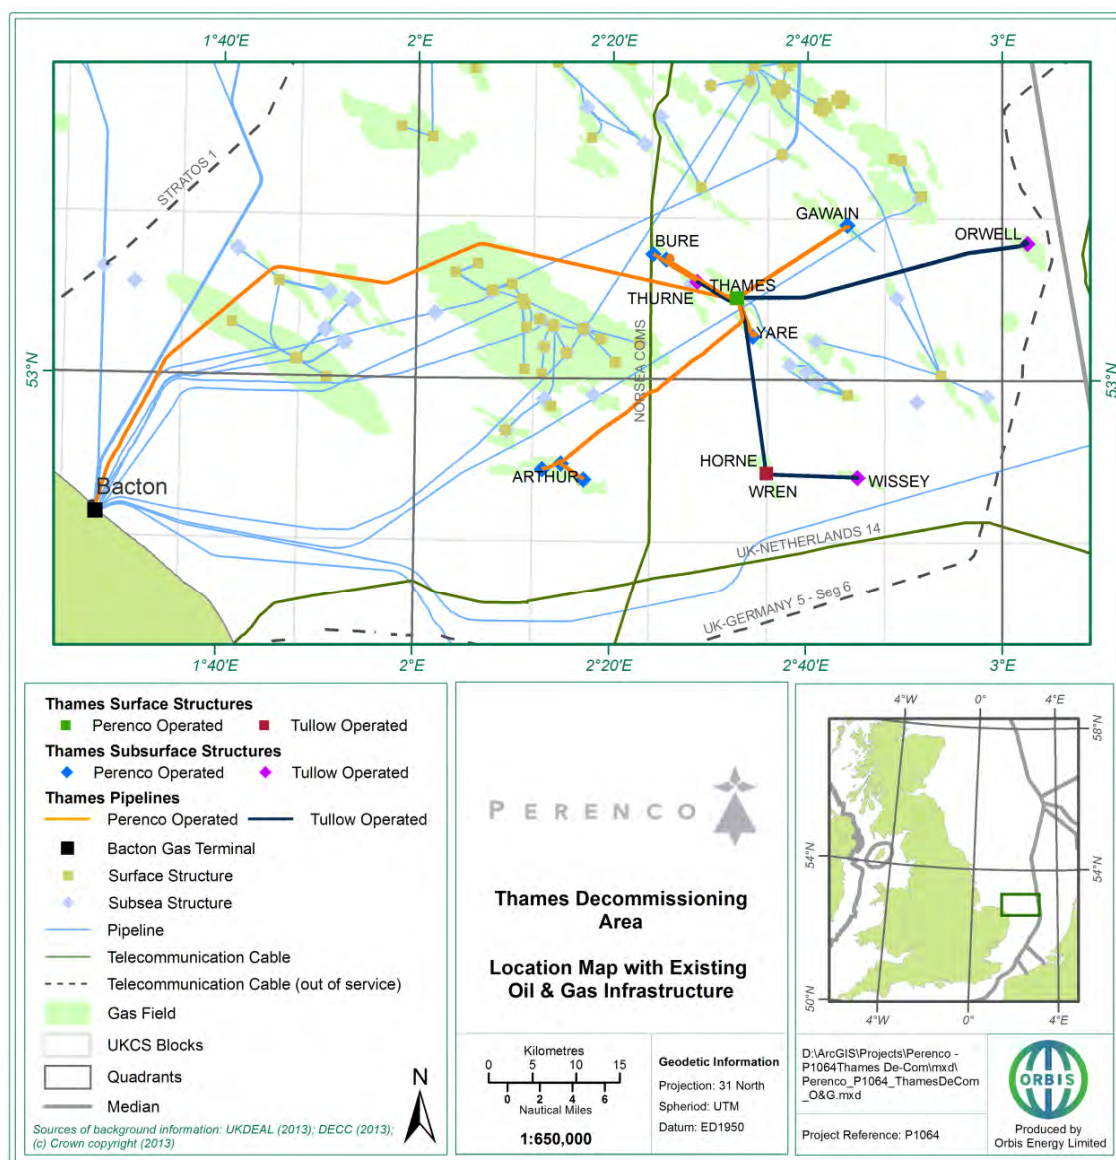 1°40'E 2°E 2°20'E 2°40'E 3°E
STRATOS 1
GAWAIN
ORWELL
BURE
THAMES
THURNE
YARE
NORSEA COMS
53°N 53°N
HORNE
ARTHUR
WISSEY
WREN
Bacton
UK-NETHERLANDS 14
UK-GERMANY 5 - Seg 6
1°40'E 2°E 2°20'E 2°40'E 3°E
Thames Surface Structures
Perenco Operated Tullow Operated
Thames Subsurface Structures
Perenco Operated Tullow Operated
Thames Pipelines
Perenco Operated Tullow Operated
Bacton Gas Terminal
Surface Structure
Subsea Structure
Pipeline
Telecommunication Cable
Telecommunication Cable (out of service)
Gas Field
UKCS Blocks
Quadrants
Median
N
Sources of background information: UKDEAL (2013); DECC (2013);
(c) Crown copyright (2013)
PERENCO
Thames Decommissioning
Area
Location Map with Existing
Oil & Gas Infrastructure
Kilometres
0 5 10 15
0 2 4 6
Nautical Miles
1:650,000
Geodetic Information
Projection: 31 North
Spheriod: UTM
Datum: ED1950
4°W 0° 4°E
58°N
54°N 54°N
50°N
4°W 0° 4°E
D:\ArcGIS\Projects\Perenco -
P1064Thames De-Com\mxd\
Perenco_P1064_ThamesDeCom
_O&G.mxd
Project Reference: P1064
ORBIS
Produced by
Orbis Energy Limited